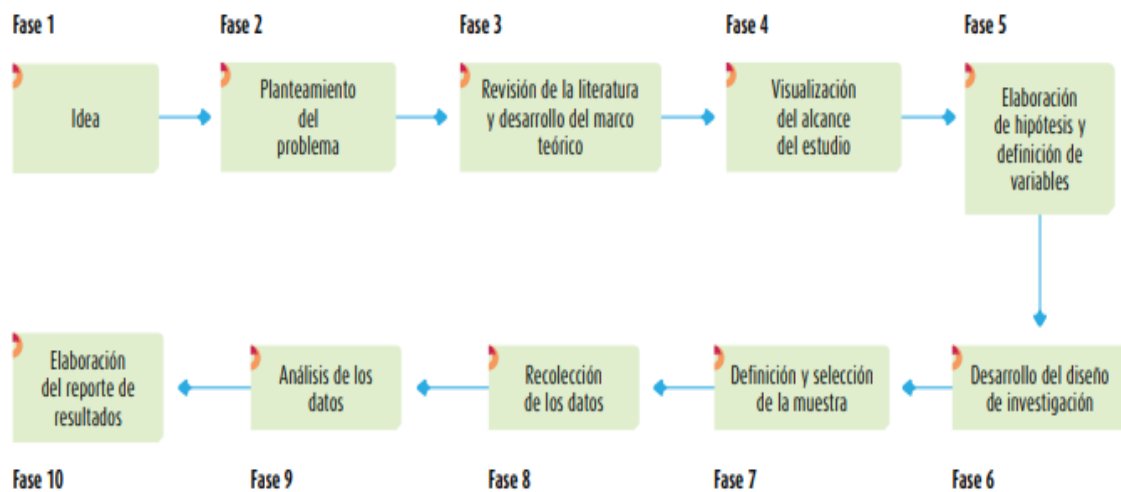 Fase 1
Fase 2
Fase 3
Fase 4
Fase 5
Idea
Planteamiento
del
problema
Revisión de la literatura
y desarrollo del marco
teórico
Visualización
del alcance
del estudio
Elaboración
de hipótesis y
definición de
variables
Elaboración
del reporte de
resultados
Análisis de los
datos
Recolección
de los datos
Definición y selección
de la muestra
Desarrollo del diseño
de investigación
Fase 10
Fase 9
Fase 8
Fase 7
Fase 6